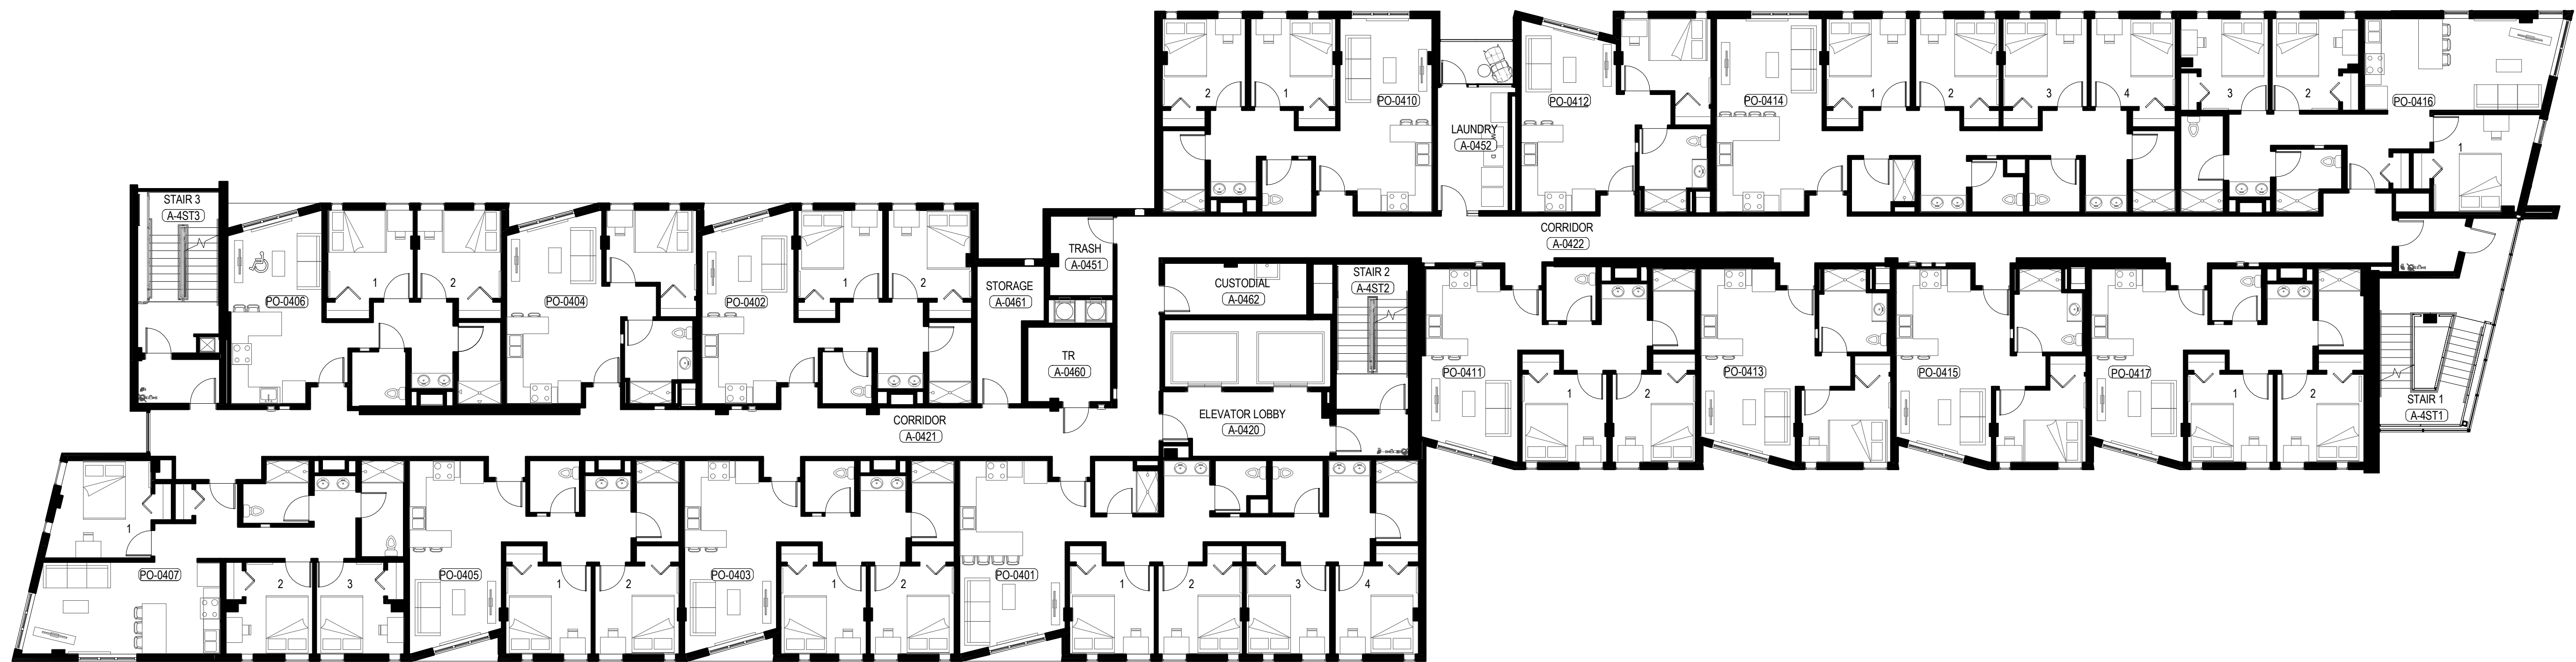 2
1
PO-0410
LAUNDRY
A-0452
PO-0412
PO-0414
1
2
3
4
3
2
PO-0416
1
STAIR 3
A-4ST3
PO-0406
1
2
PO-0404
PO-0402
1
2
STORAGE
A-0461
TRASH
A-0451
TR
A-0460
CORRIDOR
A-0422
CUSTODIAL
A-0462
STAIR 2
A-4ST2
ELEVATOR LOBBY
A-0420
CORRIDOR
A-0421
PO-0411
1
2
PO-0413
PO-0415
PO-0417
1
2
STAIR 1
A-4ST1
1
PO-0407
2
3
PO-0405
1
2
PO-0403
1
2
PO-0401
1
2
3
4